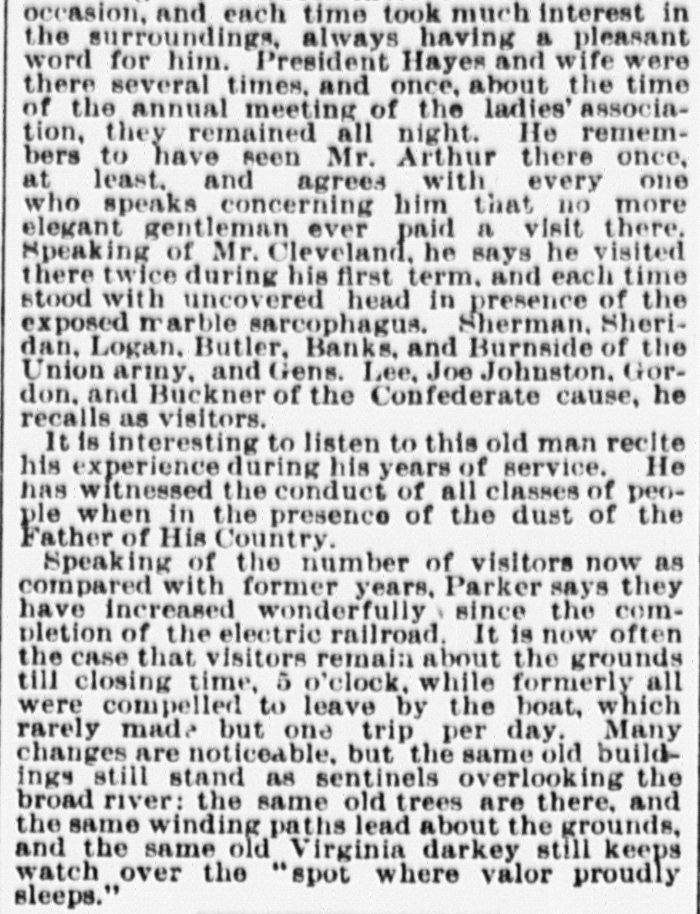 occasion, and each time took much interest in
the surroundings, always having a pleasant
word for him. President Hayes and wife were
there several times, and once, about the time
of the annual meeting of the ladies' associa-
tion, they remained all night. He remem-
bers to have seen Mr. Arthur there once,
at least, and agrees with every one
who speaks concerning him that no more
elegant gentleman ever paid a visit there.
Speaking of Mr. Cleveland, he says he visited
there twice during his first term, and each time
stood with uncovered head in presence of the
exposed marble sarcophagus. Sherman, Sheri-
dan, Logan, Butler, Banks, and Burnside of the
Union army, and Gens. Lee, Joe Johnston, Gor-
don, and Buckner of the Confederate cause, he
recalls as visitors.
It is interesting to listen to this old man recite
his experience during his years of service. He
has witnessed the conduct of all classes of peo-
ple when in the presence of the dust of the
Father of His Country.
Speaking of the number of visitors now as
compared with former years, Parker says they
have increased wonderfully since the com-
pletion of the electric railroad. It is now often
the case that visitors remain about the grounds
till closing time, 5 o'clock, while formerly all
were compelled to leave by the boat, which
rarely made but one trip per day. Many
changes are noticeable, but the same old build-
ings still stand as sentinels overlooking the
broad river: the same old trees are there, and
the same winding paths lead about the grounds,
and the same old Virginia darkey still keeps
watch over the "spot where valor proudly
sleeps."